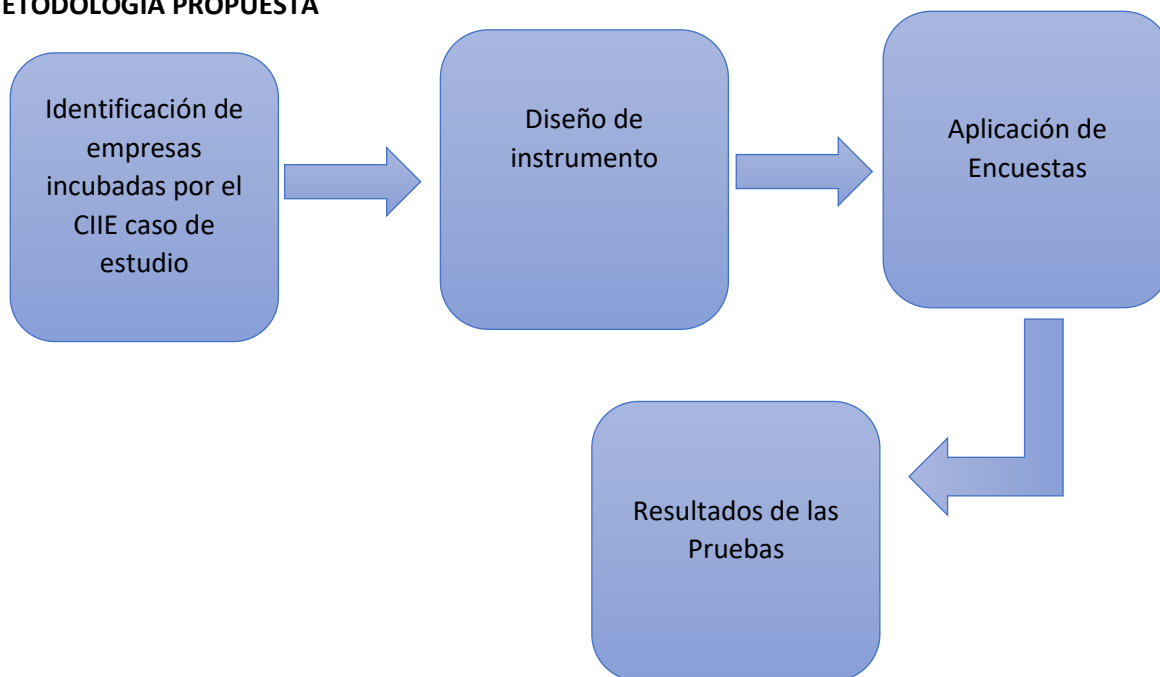 ETODOLOGÍA PROPUESTA
Identificación de
empresas
incubadas por el
CIIE caso de
estudio
Diseño de
instrumento
Aplicación de
Encuestas
Resultados de las
Pruebas